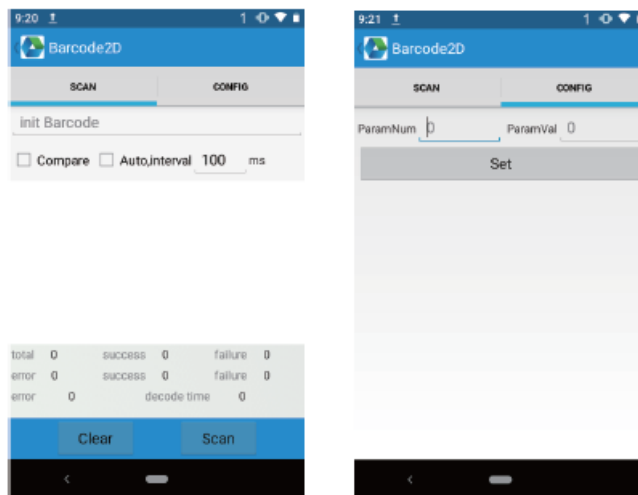 9:20 1
Barcode2D
SCAN CONFIG
init Barcode
Compare Auto,interval 100 ms
total 0 success 0 failure 0
error 0 success 0 failure 0
error 0 decode time 0
Clear Scan
9:21 1
Barcode2D
SCAN CONFIG
ParamNum 0 ParamVal 0
Set